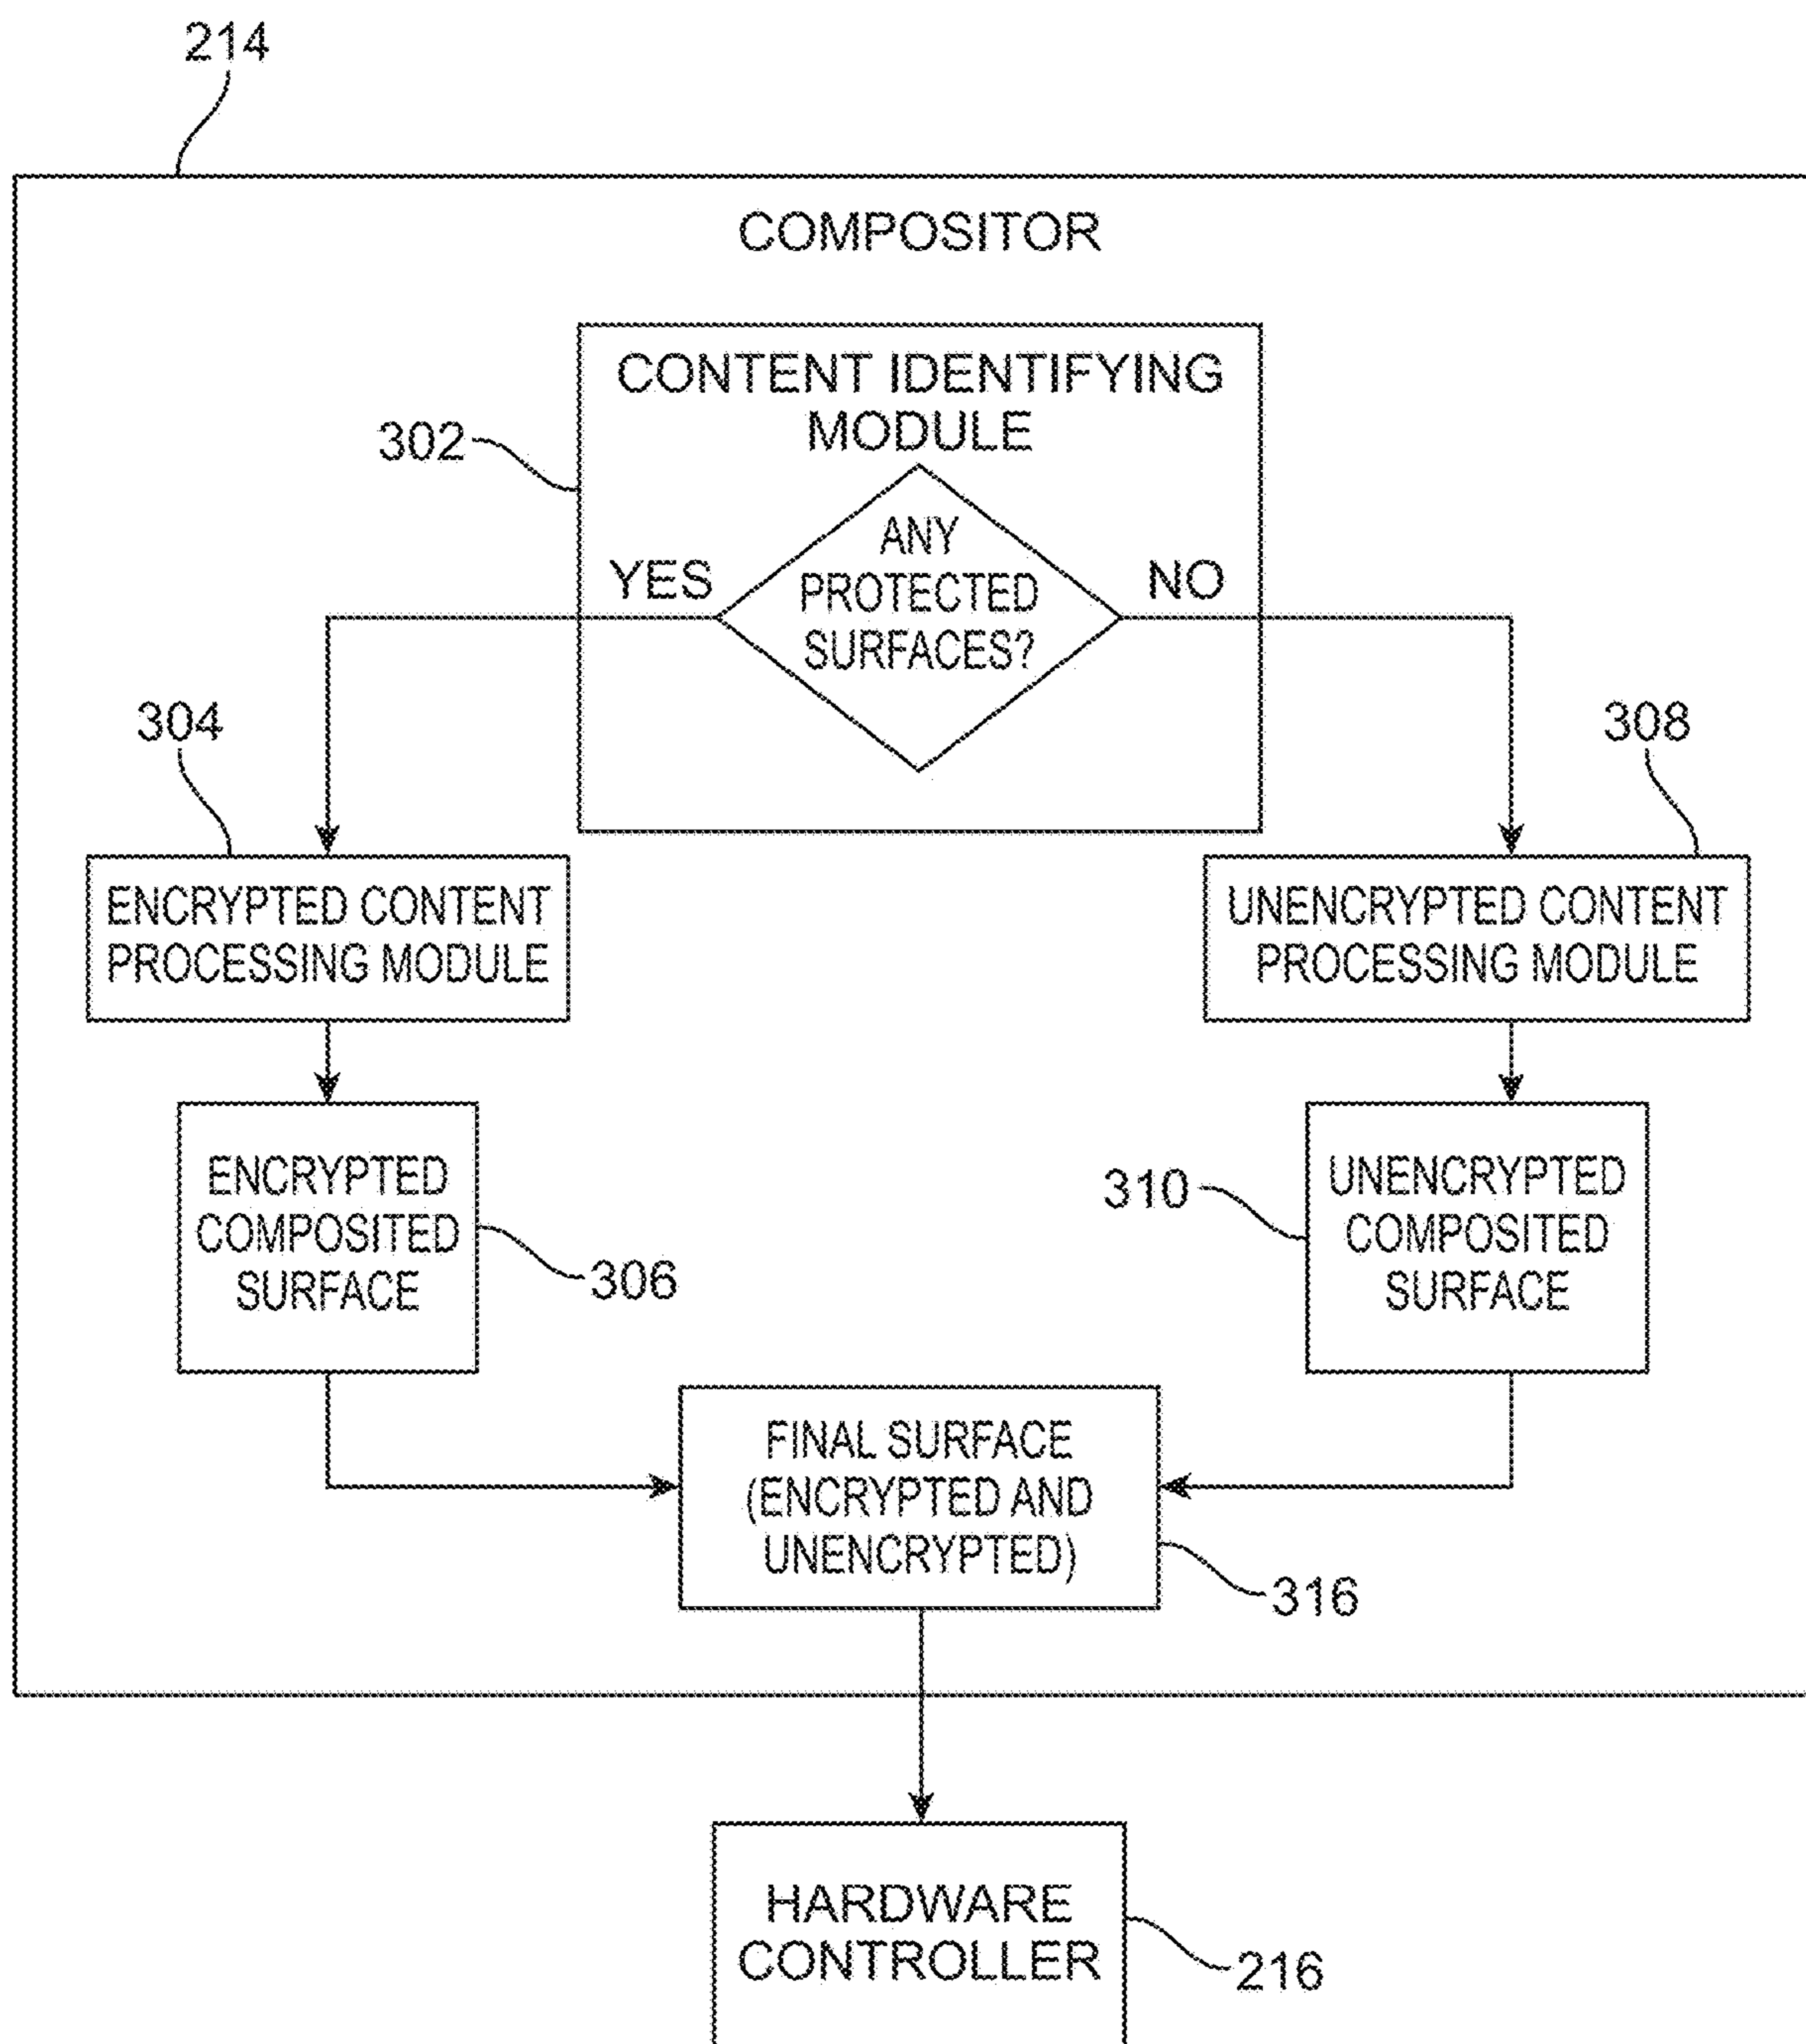 214
COMPOSITOR
CONTENT IDENTIFYING
MODULE
302
ANY
PROTECTED
SURFACES?
YES
NO
304
308
ENCRYPTED CONTENT
PROCESSING MODULE
UNENCRYPTED CONTENT
PROCESSING MODULE
ENCRYPTED
COMPOSITED
SURFACE
306
310
UNENCRYPTED
COMPOSITED
SURFACE
FINAL SURFACE
(ENCRYPTED AND
UNENCRYPTED)
316
HARDWARE
CONTROLLER
216